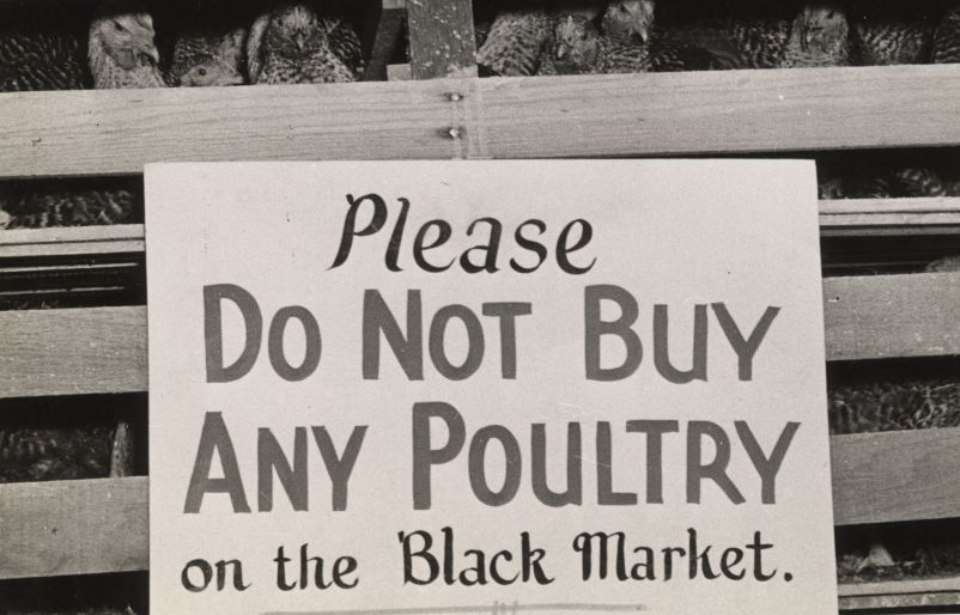 Please
DO NOT BUY
ANY POULTRY
on the Black Market.